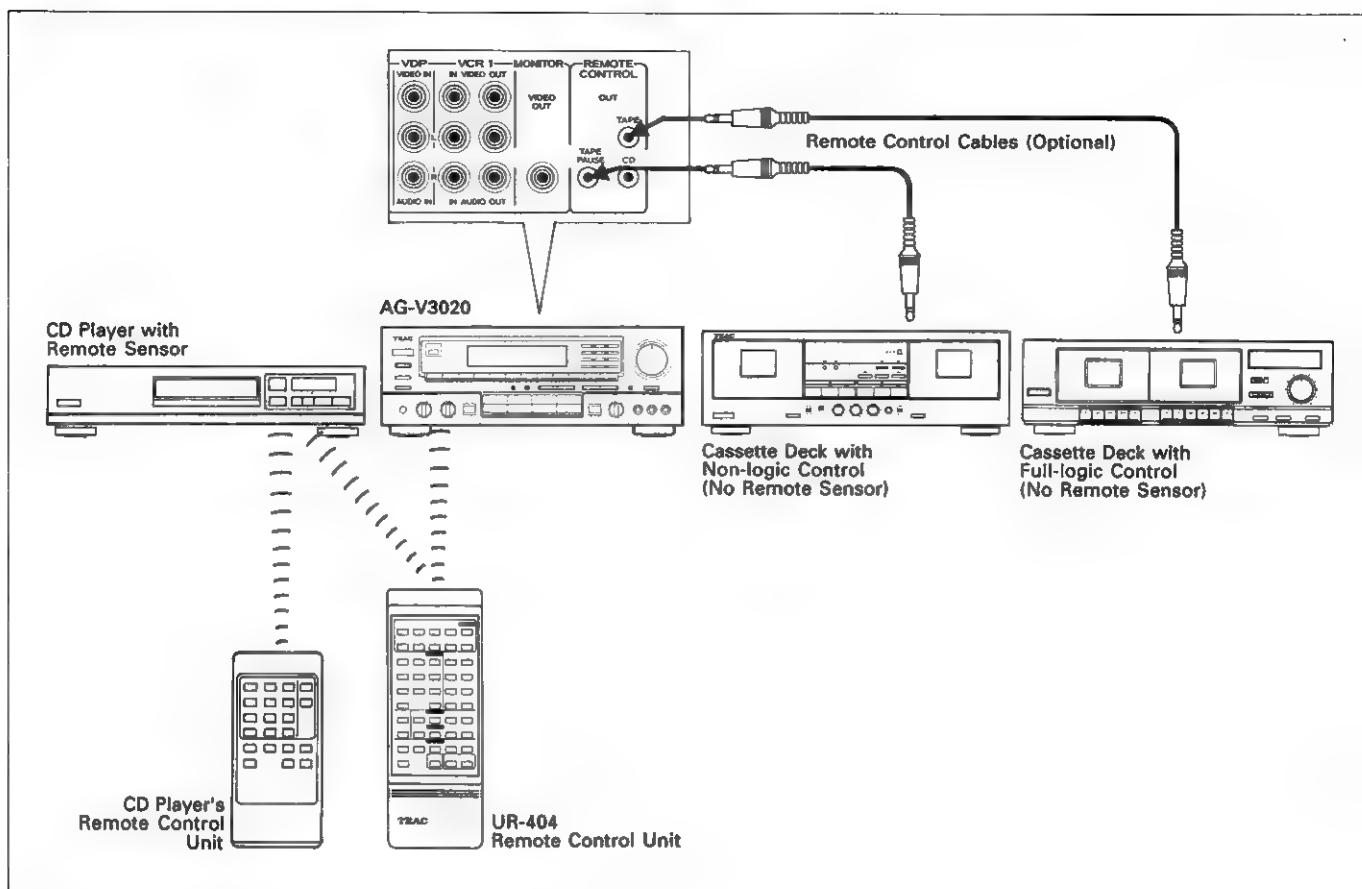 VDP VCR 1 MONITOR REMOTE CONTROL
VIDEO IN IN VIDEO OUT VIDEO OUT OUT
TAPE
L
TAPE PAUSE CD
R
AUDIO IN IN AUDIO OUT
Remote Control Cables (Optional)
AG-V3020
CD Player with
Remote Sensor
TEAC
TEAC
Cassette Deck with
Non-logic Control
(No Remote Sensor)
Cassette Deck with
Full-logic Control
(No Remote Sensor)
CD Player's
Remote Control
Unit
TEAC
UR-404
Remote Control Unit